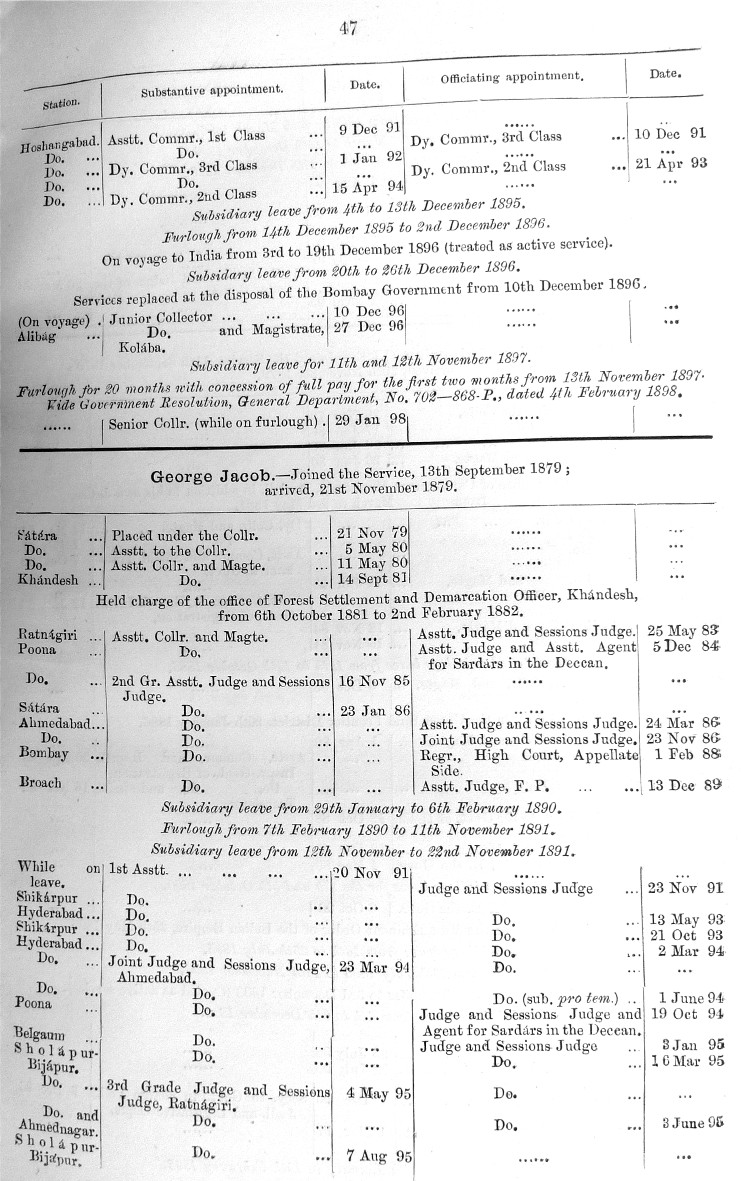 47
Station. Substantive appointment. Date. Officiating appointment. Date.
Hoshangabad. Asstt. Commr., 1st Class ... 9 Dec 91 ...... ..
Do. ... Do. ... Dy. Commr., 3rd Class ... 10 Dec 91
Do. ... Dy. Commr., 3rd Class ... 1 Jan 92 ...... ...
Do. ... Do. ... Dy. Commr., 2nd Class ... 21 Apr 93
Do. ... Dy. Commr., 2nd Class ... 15 Apr 94 ...... ...
Subsidiary leave from 4th to 13th December 1895.
Furlough from 14th December 1895 to 2nd December 1896.
On voyage to India from 3rd to 19th December 1896 (treated as active service).
Subsidary leave from 20th to 26th December 1896.
Services replaced at the disposal of the Bombay Government from 10th December 1896.
(On voyage) . Junior Collector ... ... ... 10 Dec 96 ...... ...
Alibág ... Do. and Magistrate, 27 Dec 96 ...... ...
Kolába.
Subsidiary leave for 11th and 12th November 1897.
Furlough for 20 months with concession of full pay for the first two months from 13th November 1897.
Vide Government Resolution, General Department, No. 702—868-P., dated 4th February 1898.
...... Senior Collr. (while on furlough) . 29 Jan 98 ...... ...
George Jacob.—Joined the Service, 13th September 1879 ;
arrived, 21st November 1879.
Sátára ... Placed under the Collr. ... 21 Nov 79 ...... ...
Do. ... Asstt. to the Collr. ... 5 May 80 ...... ...
Do. ... Asstt. Collr. and Magte. ... 11 May 80 ...... ...
Khándesh ... Do. ... 14 Sept 81 ...... ...
Held charge of the office of Forest Settlement and Demarcation Officer, Khándesh,
from 6th October 1881 to 2nd February 1882.
Ratnágiri ... Asstt. Collr. and Magte. ... ... Asstt. Judge and Sessions Judge. 25 May 83
Poona ... Do. ... ... Asstt. Judge and Asstt. Agent 5 Dec 84
for Sardárs in the Deccan.
Do. ... 2nd Gr. Asstt. Judge and Sessions 16 Nov 85 ...... ...
Judge.
Sátára ... Do. ... 23 Jan 86 ...... ...
Ahmedabad... Do. ... ... Asstt. Judge and Sessions Judge. 24 Mar 86
Do. .. Do. ... ... Joint Judge and Sessions Judge. 23 Nov 86
Bombay ... Do. ... ... Regr., High Court, Appellate 1 Feb 88
Side.
Broach ... Do. ... ... Asstt. Judge, F. P. ... ... 13 Dec 89
Subsidiary leave from 29th January to 6th February 1890.
Furlough from 7th February 1890 to 11th November 1891.
Subsidiary leave from 12th November to 22nd November 1891.
While on 1st Asstt. ... ... ... ... 20 Nov 91 ...... ...
leave.
Shikárpur ... Do. ... ... Judge and Sessions Judge ... 23 Nov 91
Hyderabad ... Do. ... ... Do. ... 13 May 93
Shikárpur ... Do. ... ... Do. ... 21 Oct 93
Hyderabad ... Do. ... ... Do. ... 2 Mar 94
Do. ... Joint Judge and Sessions Judge, 23 Mar 94 Do. ... ...
Ahmedabad.
Do. ... Do. ... ... Do. (sub. pro tem.) .. 1 June 94
Poona ... Do. ... ... Judge and Sessions Judge and 19 Oct 94
Agent for Sardárs in the Deccan.
Belgaum ... Do. ... ... Judge and Sessions Judge .. 3 Jan 95
Sholápur- Do. ... ... Do. ... 16 Mar 95
Bijápur.
Do. ... 3rd Grade Judge and Sessions 4 May 95 Do. ... ...
Judge, Ratnágiri.
Do. and Do. ... ... Do. ... 3 June 95
Ahmednagar.
Sholápur- Do. ... 7 Aug 95 ...... ...
Bijápur.